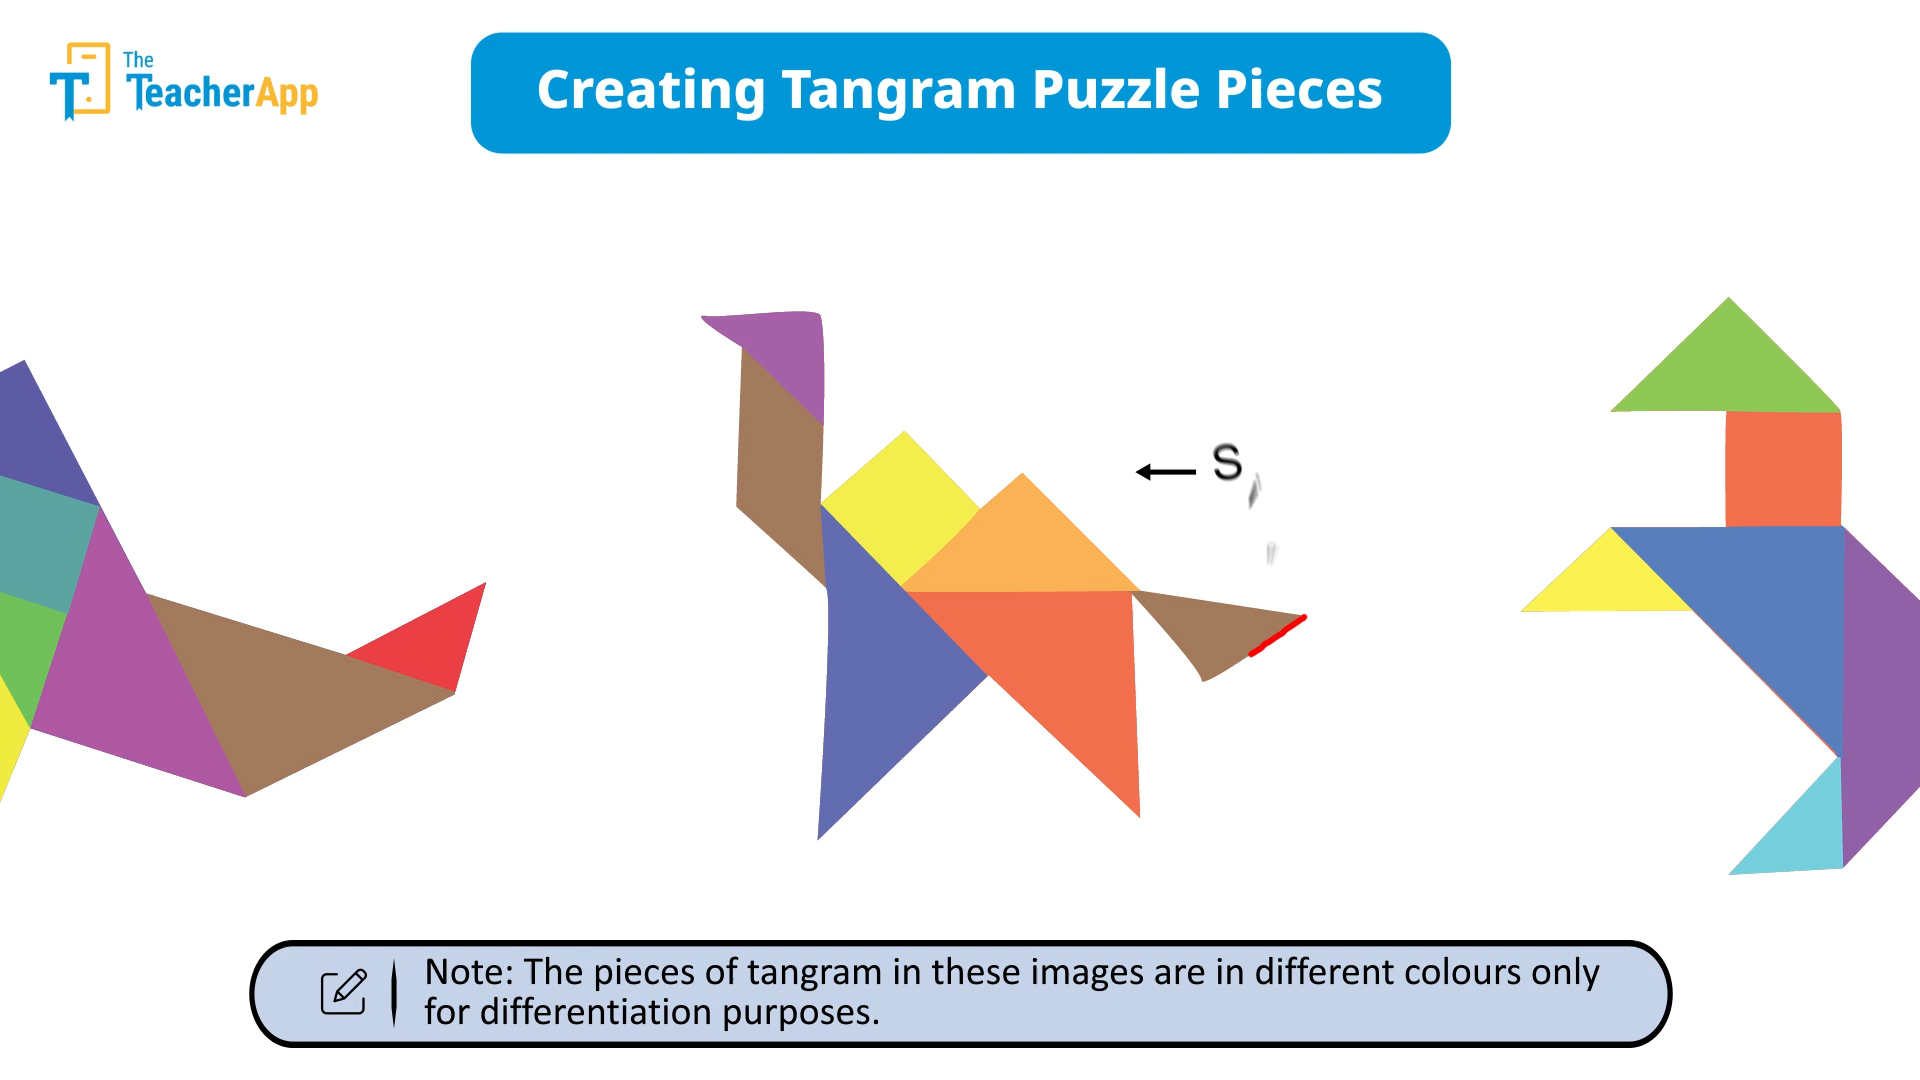 The
TeacherApp
Creating Tangram Puzzle Pieces
S
Note: The pieces of tangram in these images are in different colours only
for differentiation purposes.